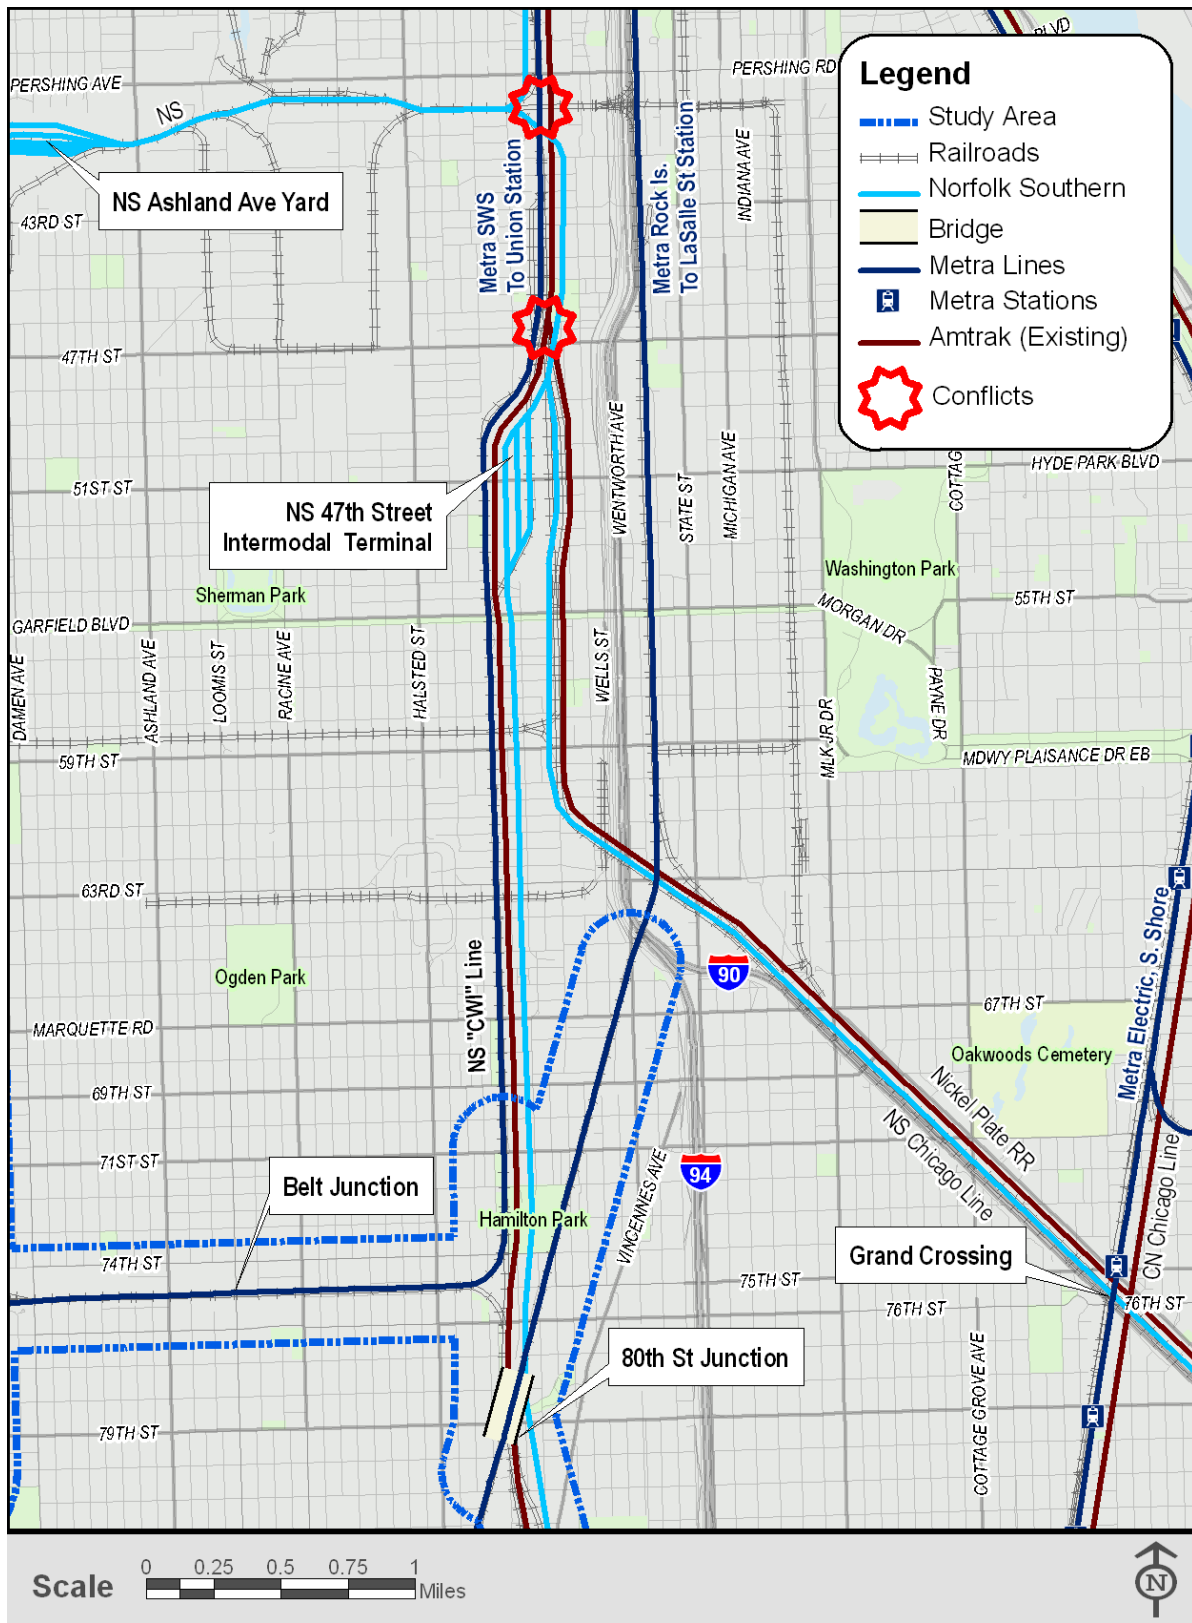 PERSHING AVE
PERSHING RD
BLVD
NS
NS Ashland Ave Yard
43RD ST
Metra SWS
To Union Station
Metra Rock Is.
To LaSalle St Station
INDIANA AVE
Legend
Study Area
Railroads
Norfolk Southern
Bridge
Metra Lines
Metra Stations
Amtrak (Existing)
Conflicts
47TH ST
WENTWORTH AVE
MICHIGAN AVE
STATE ST
COTTAG
HYDE PARK BLVD
51ST ST
NS 47th Street
Intermodal Terminal
Washington Park
Sherman Park
55TH ST
MORGAN DR
GARFIELD BLVD
DAMEN AVE
ASHLAND AVE
LOOMIS ST
RACINE AVE
HALSTED ST
WELLS ST
PAYNE DR
MLK JR DR
59TH ST
MDWY PLAISANCE DR EB
63RD ST
Metra Electric, S. Shore
NS "CWI" Line
Ogden Park
90
67TH ST
MARQUETTE RD
Oakwoods Cemetery
69TH ST
Nickel Plate RR
NS Chicago Line
71ST ST
94
VINCENNES AVE
CN Chicago Line
Belt Junction
Hamilton Park
Grand Crossing
74TH ST
75TH ST
76TH ST
76TH ST
80th St Junction
COTTAGE GROVE AVE
79TH ST
Scale
0 0.25 0.50 0.75 1
Miles
N